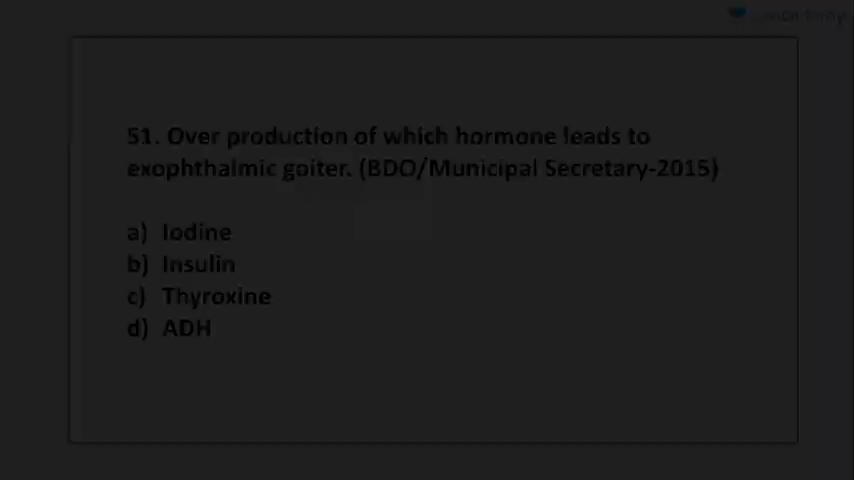 51. Over production of which hormone leads to
exophthalmic goiter. (BDO/Municipal Secretary-2015)
a) Iodine
b) Insulin
c) Thyroxine
d) ADH